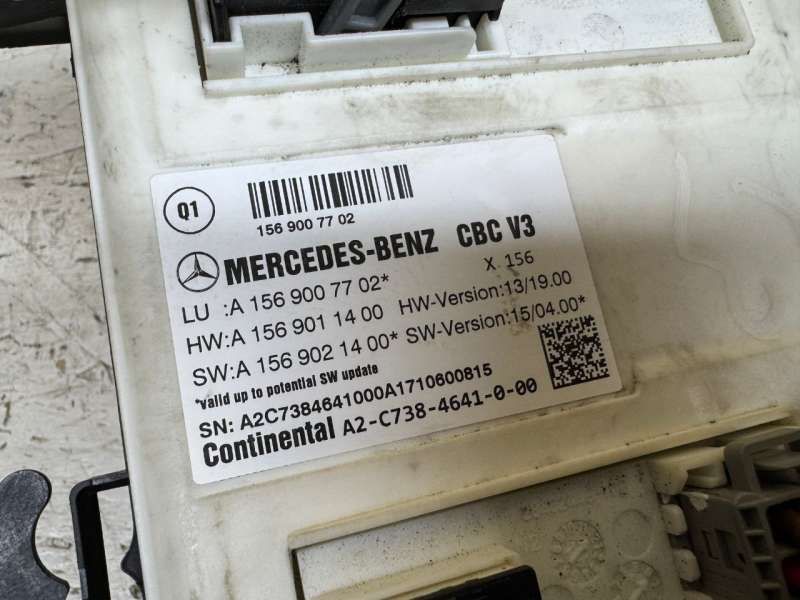 Q1
156 900 77 02
MERCEDES-BENZ CBC V3
X 156
LU :A 156 900 77 02*
HW:A 156 901 14 00 HW-Version:13/19.00
SW:A 156 902 14 00* SW-Version:15/04.00*
*valid up to potential SW update
SN: A2C7384641000A1710600815
Continental A2-C738-4641-0-00